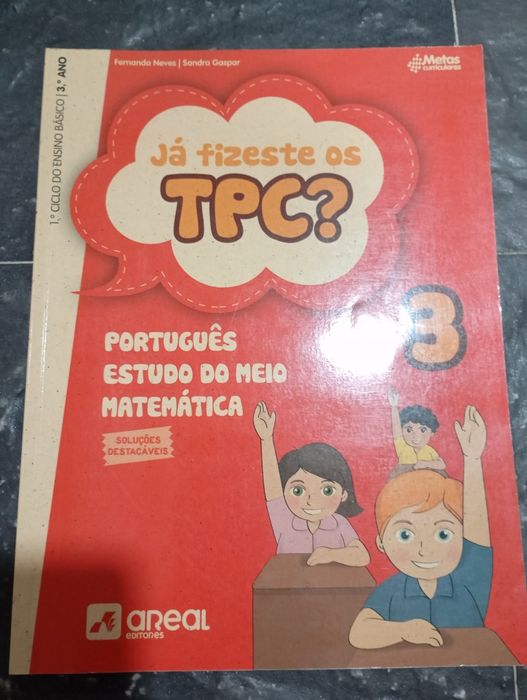 Fernanda Neves | Sandra Gaspar
Metas
curriculares
1.º CICLO DO ENSINO BÁSICO | 3.º ANO
Já fizeste os
TPC?
3
PORTUGUÊS
ESTUDO DO MEIO
MATEMÁTICA
SOLUÇÕES
DESTACÁVEIS
AREAL
EDITORES